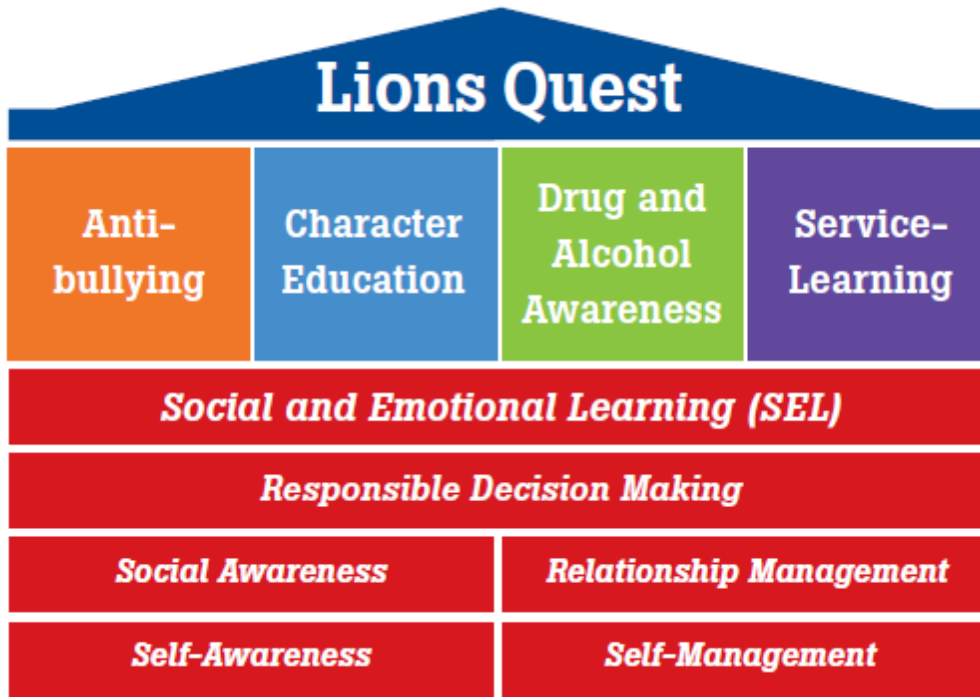 Lions Quest
Anti-
bullying
Character
Education
Drug and
Alcohol
Awareness
Service-
Learning
Social and Emotional Learning (SEL)
Responsible Decision Making
Social Awareness
Relationship Management
Self-Awareness
Self-Management